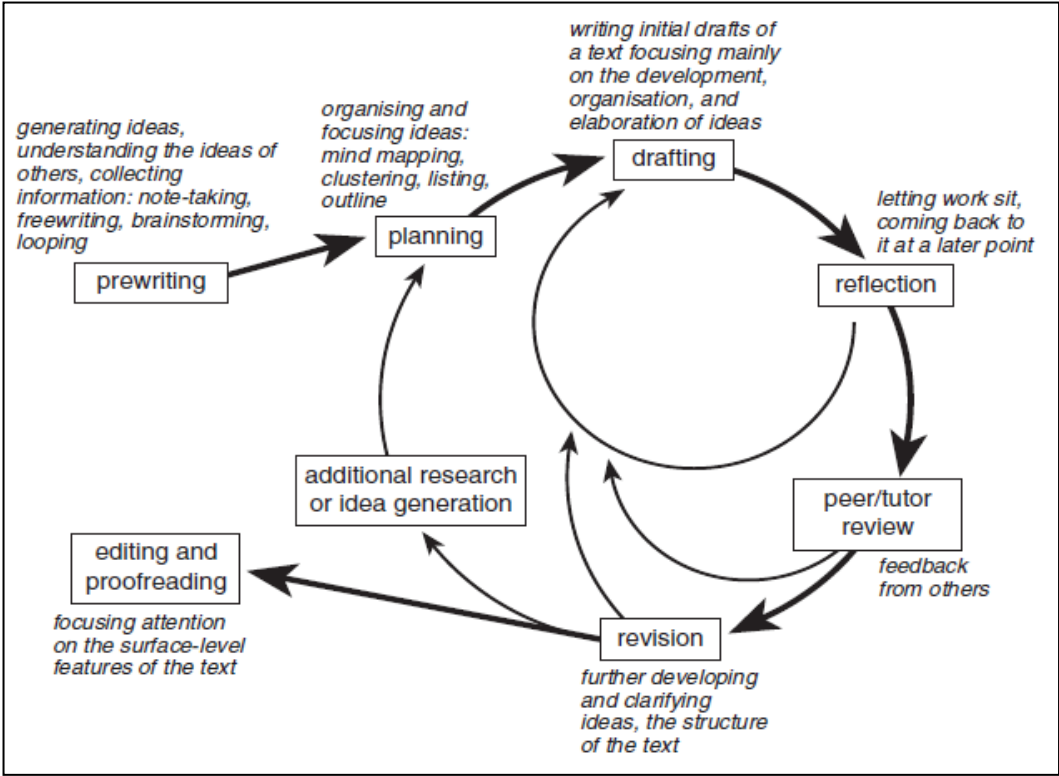 generating ideas,
understanding the ideas of
others, collecting
information: note-taking,
freewriting, brainstorming,
looping
prewriting
organising and
focusing ideas:
mind mapping,
clustering, listing,
outline
planning
writing initial drafts of
a text focusing mainly
on the development,
organisation, and
elaboration of ideas
drafting
letting work sit,
coming back to
it at a later point
reflection
peer/tutor
review
feedback
from others
revision
further developing
and clarifying
ideas, the structure
of the text
additional research
or idea generation
editing and
proofreading
focusing attention
on the surface-level
features of the text